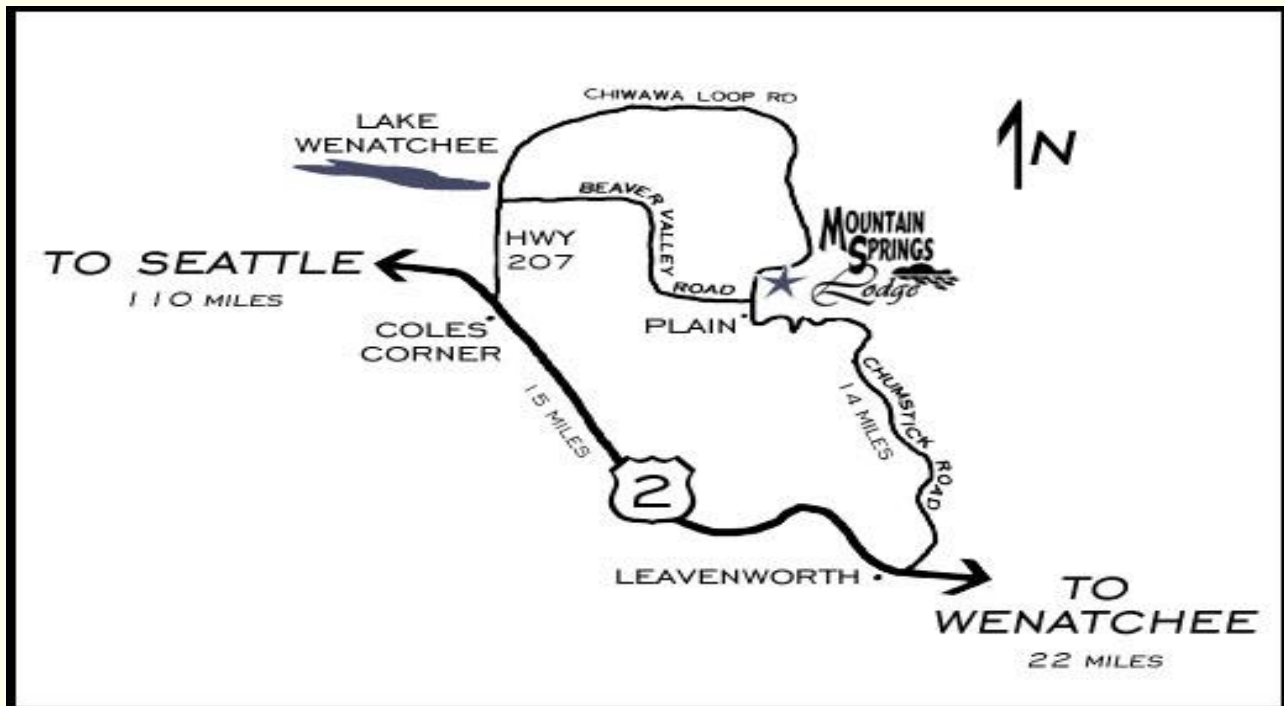 CHIWAWA LOOP RD
LAKE
WENATCHEE
N
BEAVER
VALLEY
ROAD
HWY
207
MOUNTAIN
SPRINGS
Lodge
TO SEATTLE
110 MILES
COLES
CORNER
PLAIN
15 MILES
14 MILES
CHUMSTICK ROAD
2
LEAVENWORTH
TO
WENATCHEE
22 MILES